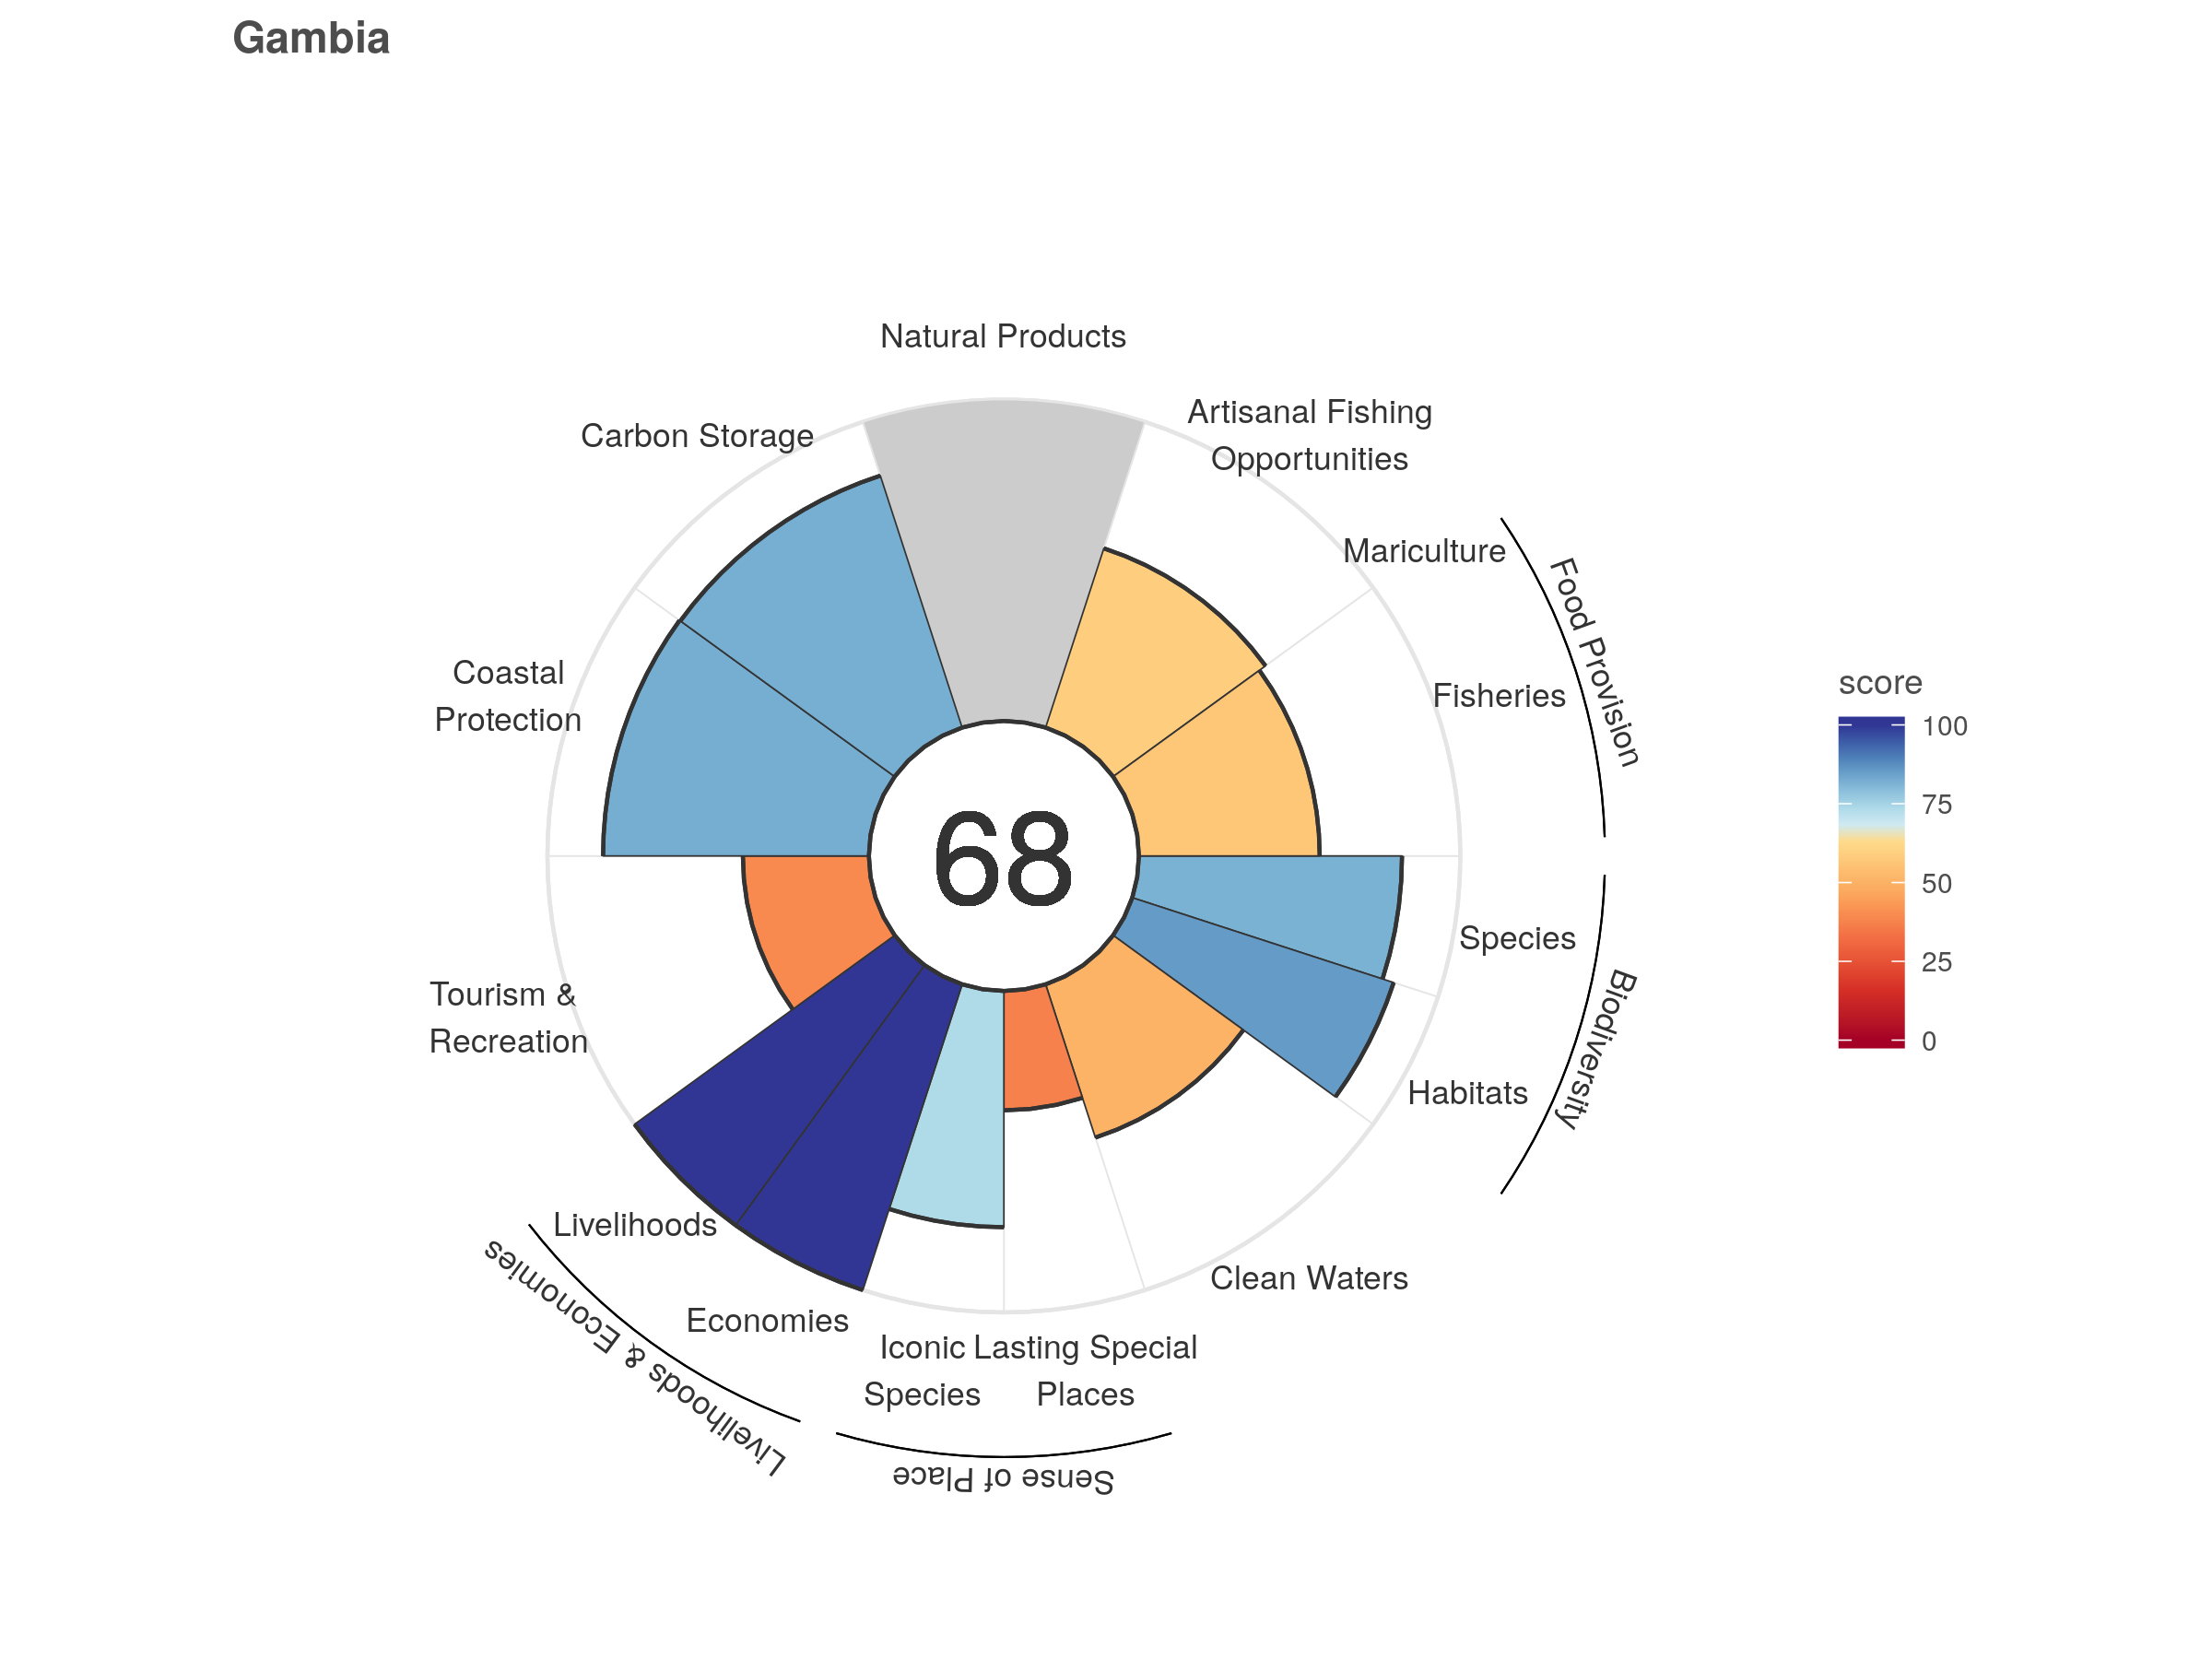 Gambia
Natural Products
Artisanal Fishing
Opportunities
Carbon Storage
Mariculture
Food Provision
Fisheries
Coastal
Protection
score
100
75
50
25
0
68
Species
Biodiversity
Habitats
Tourism &
Recreation
Livelihoods
Livelihoods & Economies
Economies
Clean Waters
Iconic
Species
Lasting Special
Places
Sense of Place